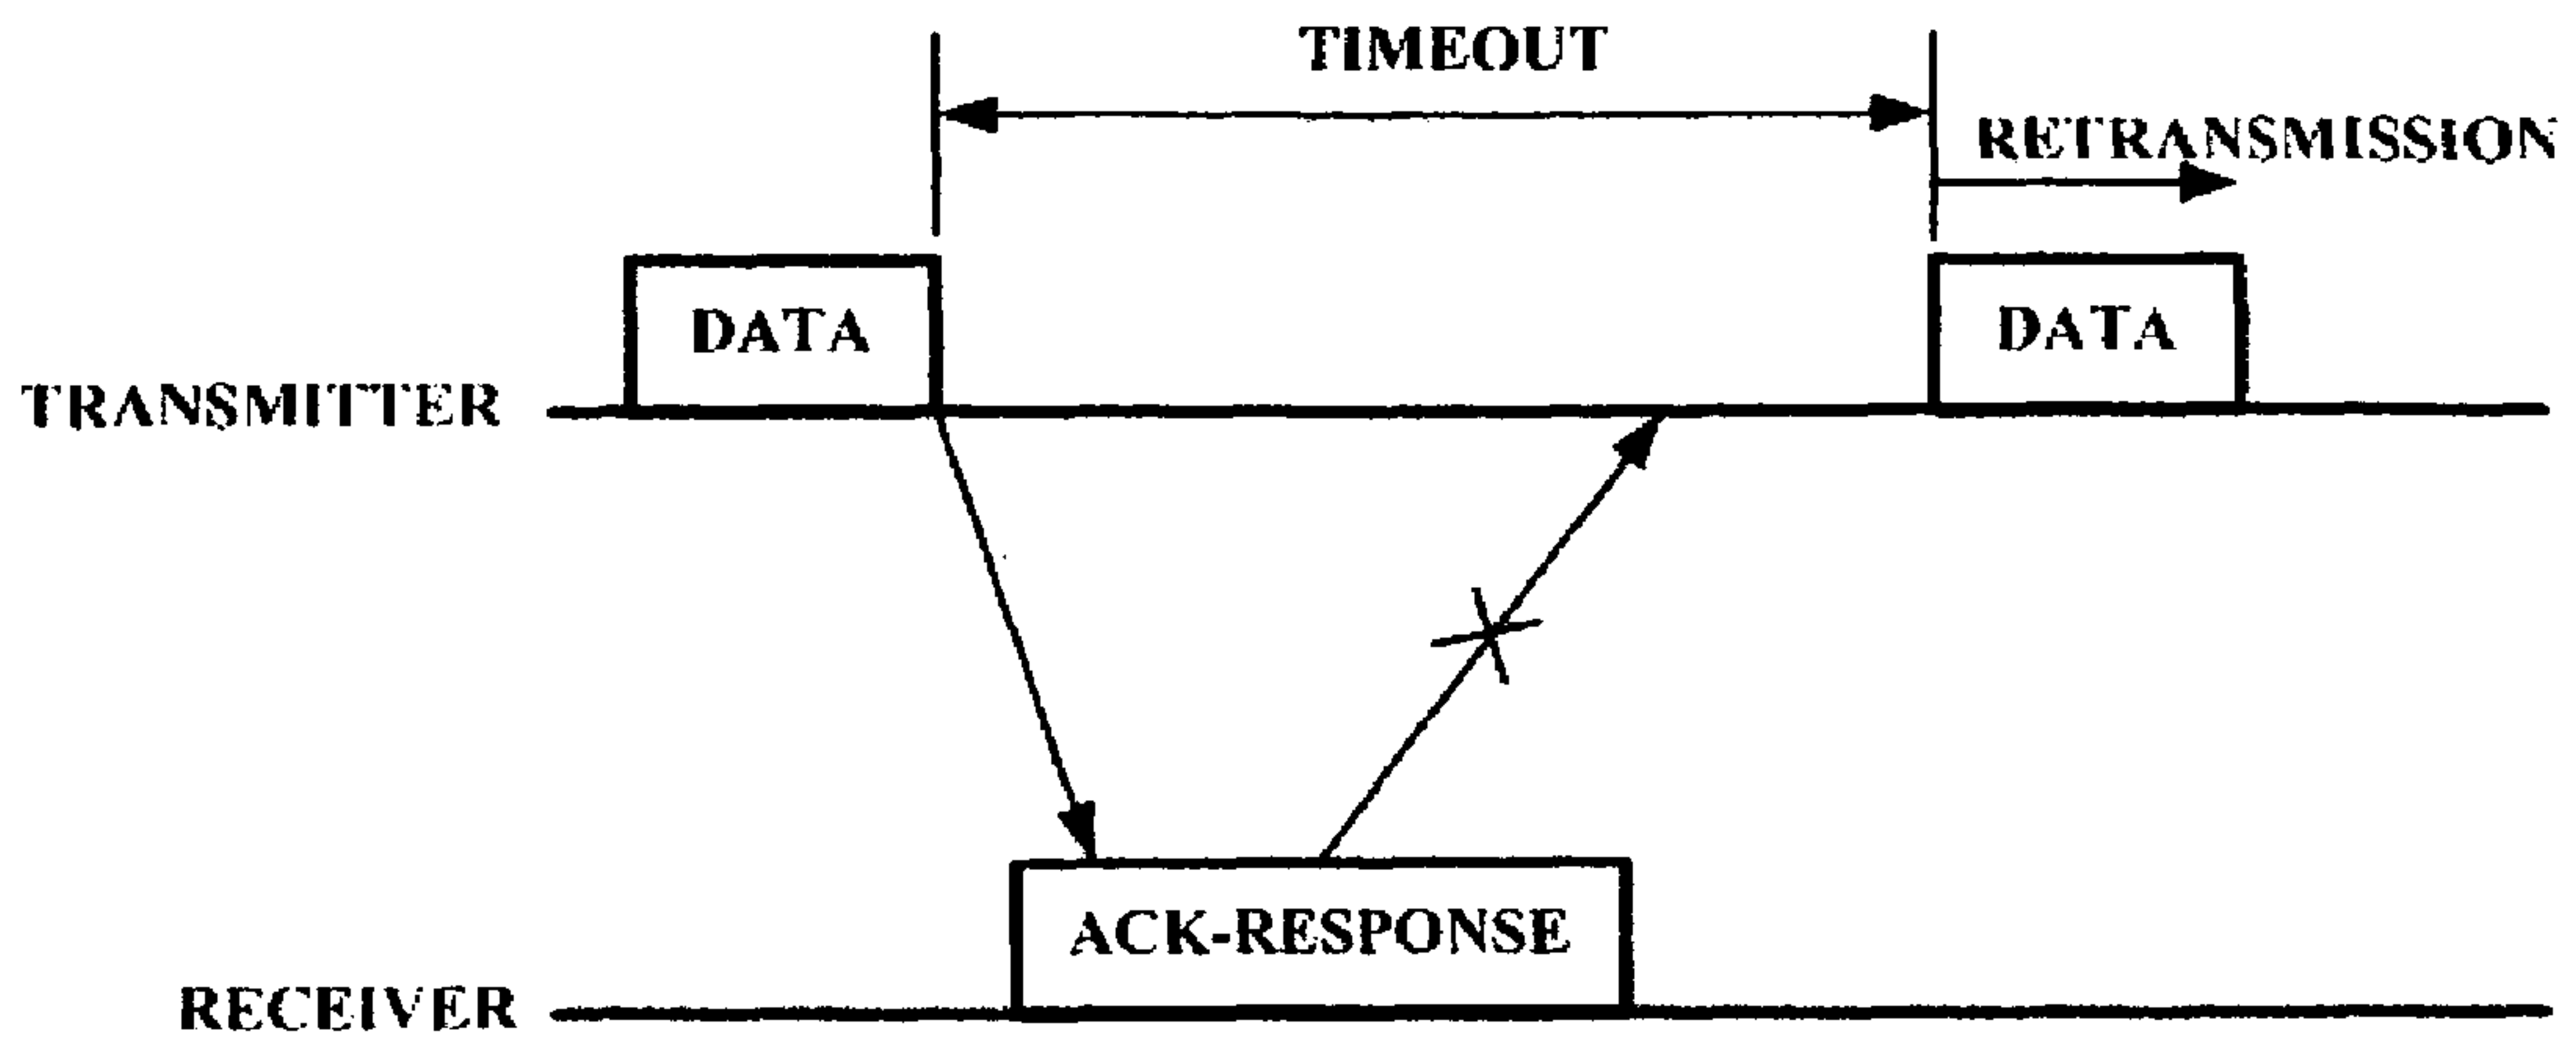 TIMEOUT
RETRANSMISSION
DATA
DATA
TRANSMITTER
ACK-RESPONSE
RECEIVER